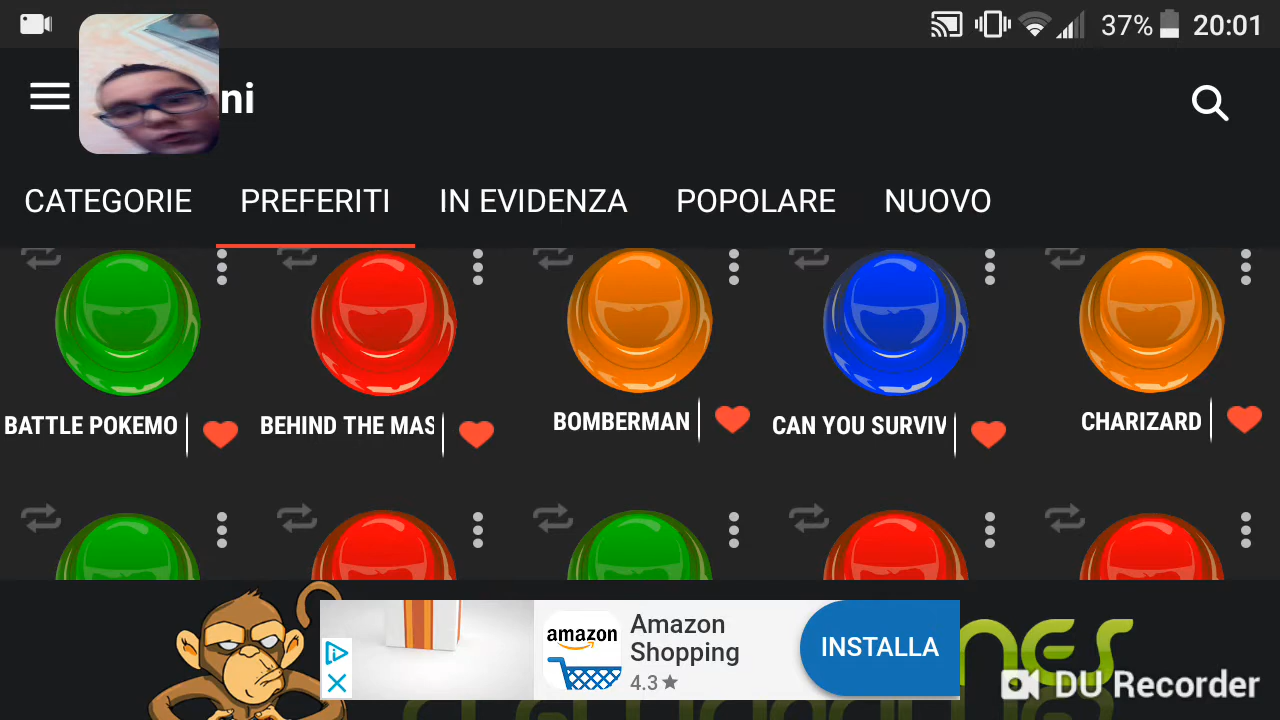 37% 20:01
ni
CATEGORIE PREFERITI IN EVIDENZA POPOLARE NUOVO
BATTLE POKEMO BEHIND THE MAS BOMBERMAN CAN YOU SURVIV CHARIZARD
amazon
Amazon
Shopping
4.3★
INSTALLA
DU Recorder